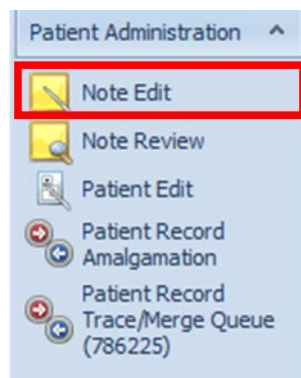 Patient Administration
Note Edit
Note Review
Patient Edit
Patient Record
Amalgamation
Patient Record
Trace/Merge Queue
(786225)